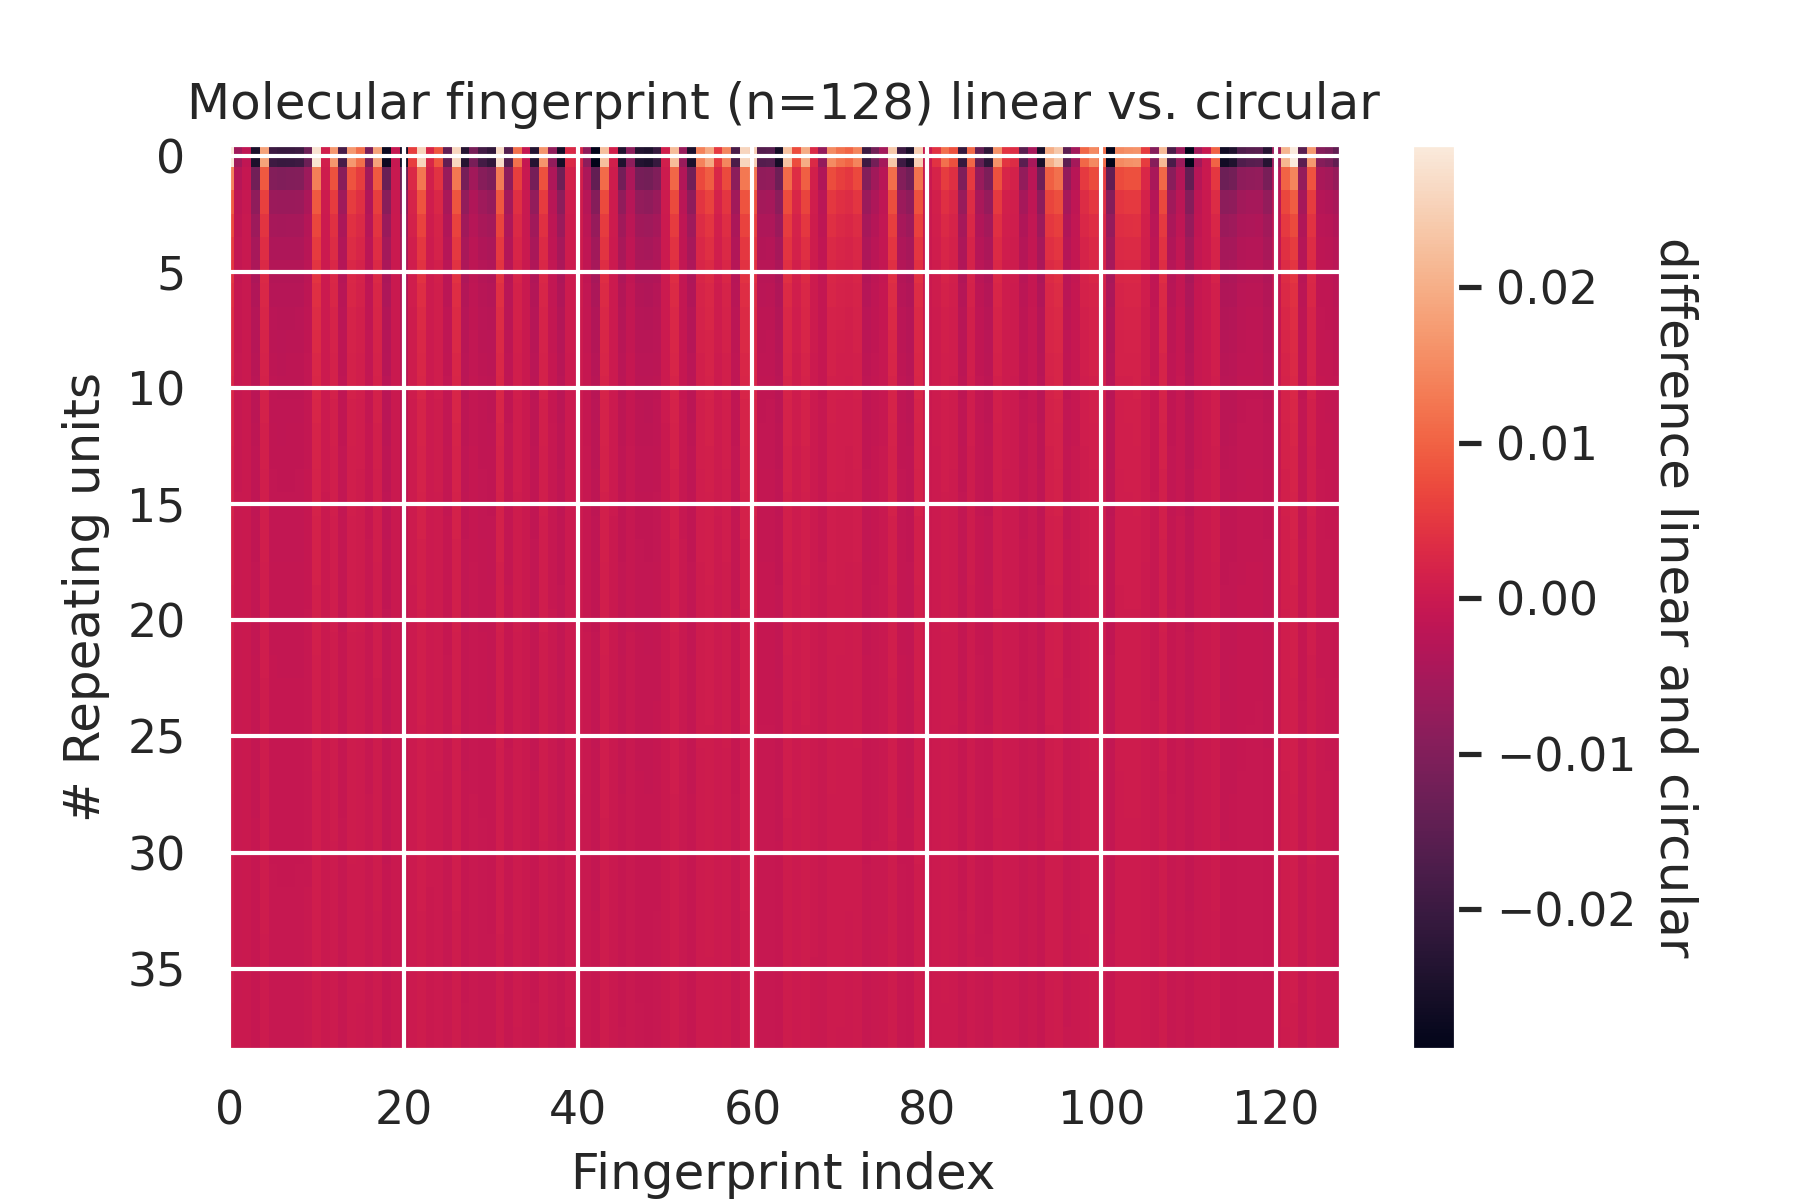 Molecular fingerprint (n=128) linear vs. circular
0
5
10
15
20
25
30
35
# Repeating units
0 20 40 60 80 100 120
Fingerprint index
0.02
0.01
0.00
−0.01
−0.02
difference linear and circular